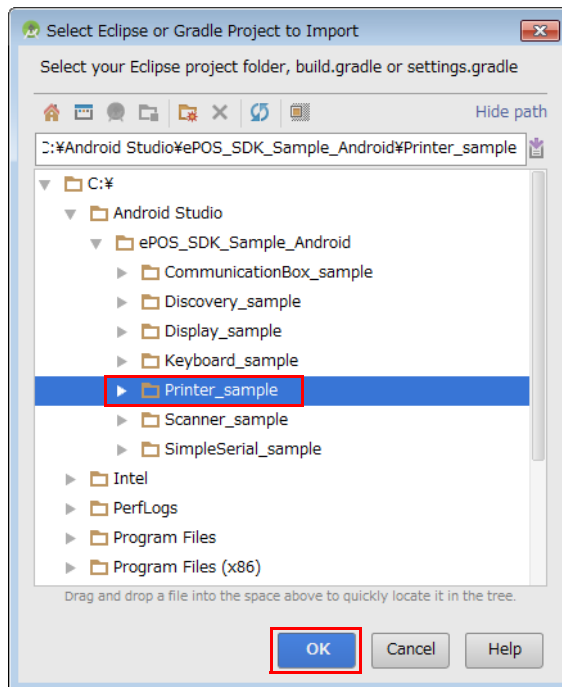 Select Eclipse or Gradle Project to Import
Select your Eclipse project folder, build.gradle or settings.gradle
Hide path
C:¥Android Studio¥ePOS_SDK_Sample_Android¥Printer_sample
C:¥
Android Studio
ePOS_SDK_Sample_Android
CommunicationBox_sample
Discovery_sample
Display_sample
Keyboard_sample
Printer_sample
Scanner_sample
SimpleSerial_sample
Intel
PerfLogs
Program Files
Program Files (x86)
Drag and drop a file into the space above to quickly locate it in the tree.
OK Cancel Help